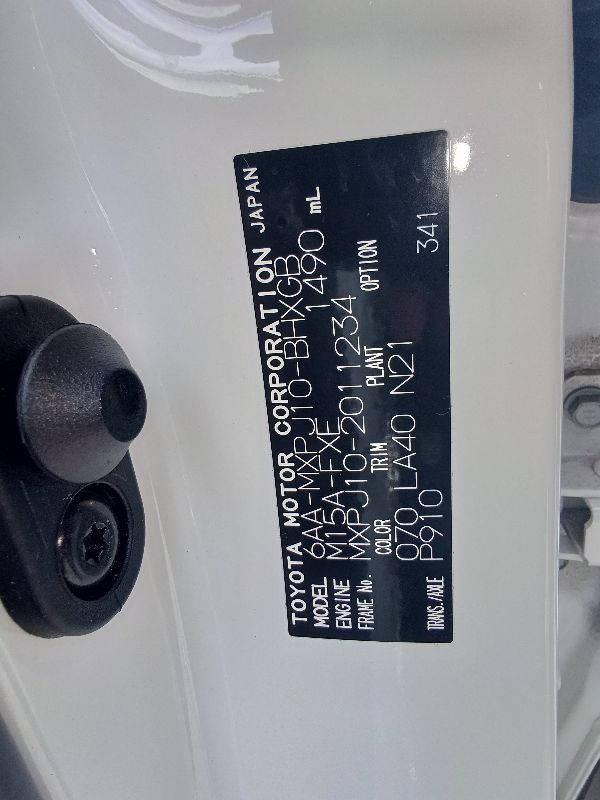 TOYOTA MOTOR CORPORATION JAPAN
MODEL 6AA-MXPJ10-BHXGB
ENGINE M15A-FXE 1490 mL
FRAME No. MXPJ10-2011234
COLOR TRIM PLANT OPTION
070 LA40 N21
TRANS./AXLE P910 341